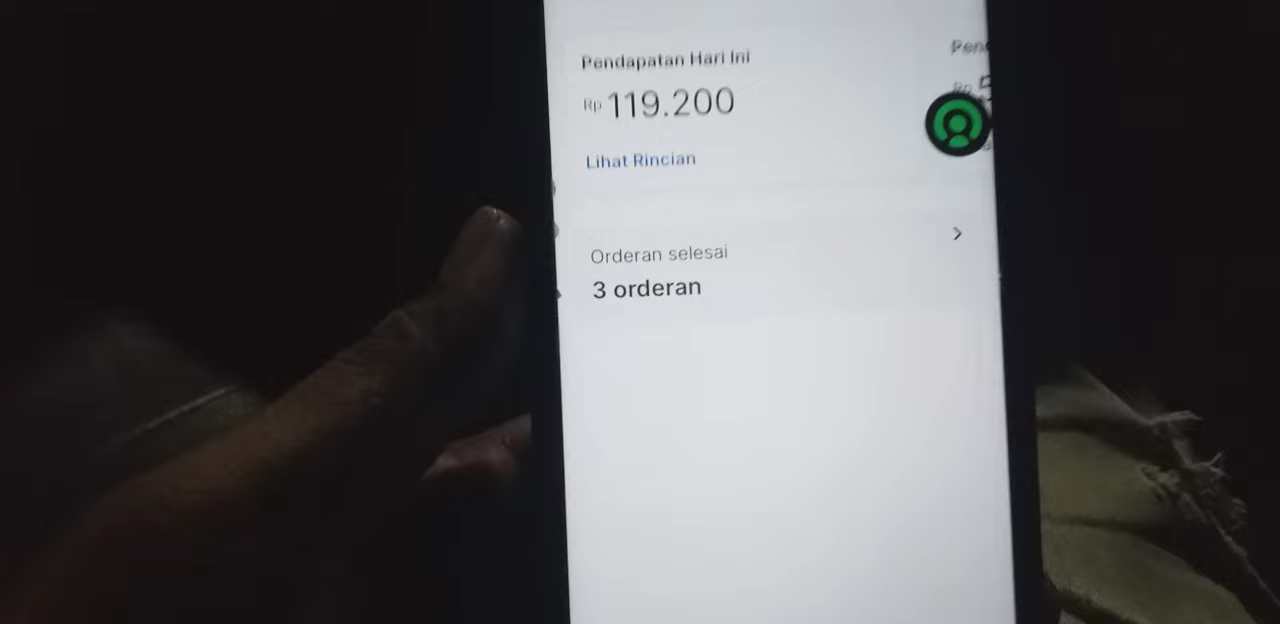 Pendapatan Hari Ini
Rp 119.200
Lihat Rincian
Orderan selesai
3 orderan